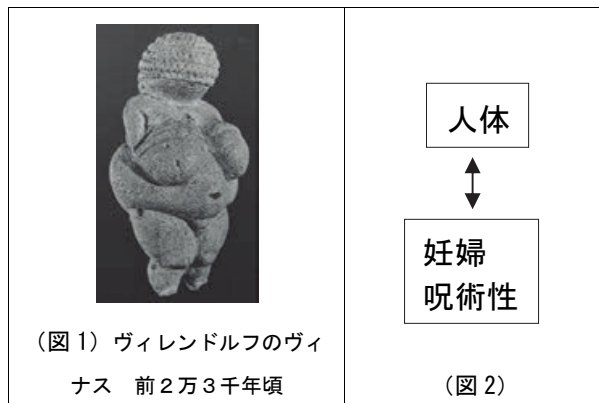 （図 1）ヴィレンドルフのヴィ
ナス　前２万３千年頃
人体
妊婦
呪術性
（図 2）